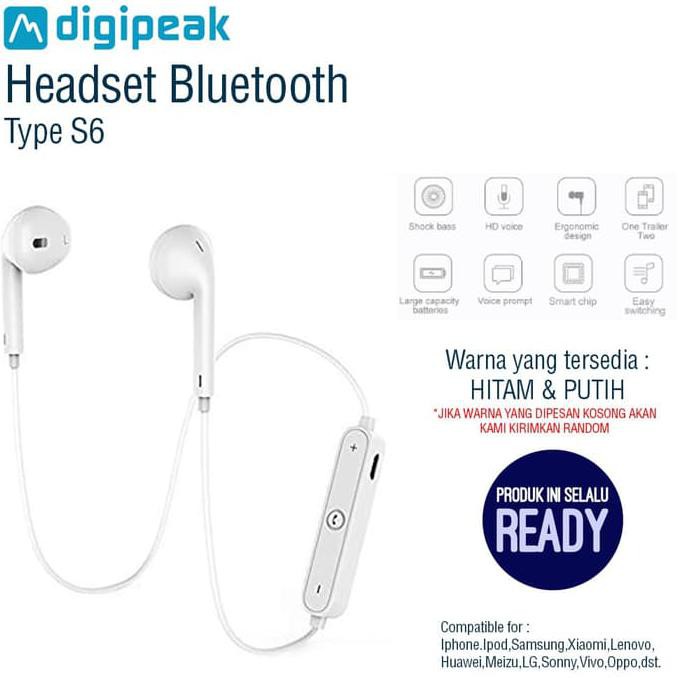 digipeak
Headset Bluetooth
Type S6
Shock bass
HD voice
Ergonomic
design
One Trailer
Two
Large capacity
batteries
Voice prompt
Smart chip
Easy
switching
Warna yang tersedia :
HITAM & PUTIH
*JIKA WARNA YANG DIPESAN KOSONG AKAN
KAMI KIRIMKAN RANDOM
L
+
-
PRODUK INI SELALU
READY
Compatible for :
Iphone.Ipod,Samsung,Xiaomi,Lenovo,
Huawei,Meizu,LG,Sonny,Vivo,Oppo,dst.